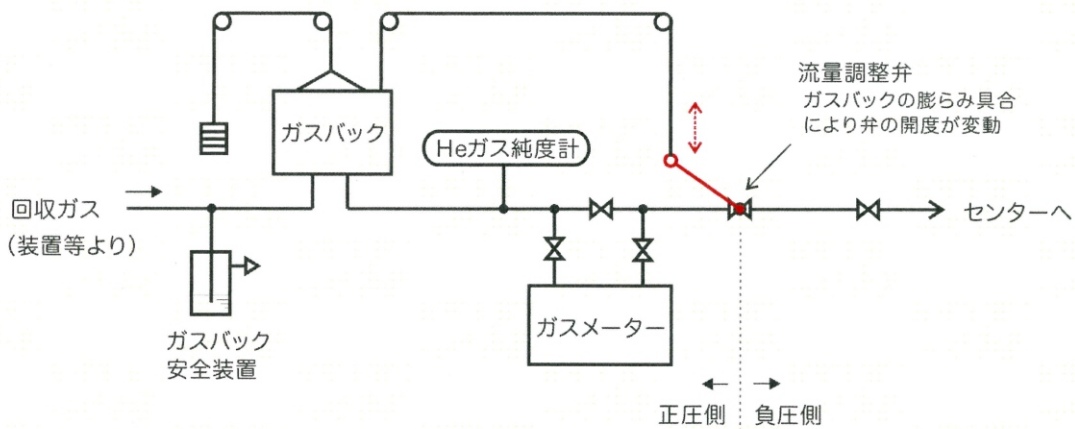 流量調整弁
ガスバックの膨らみ具合
により弁の開度が変動
ガスバック
Heガス純度計
回収ガス
(装置等より)
センターへ
ガスメーター
ガスバック
安全装置
正圧側
負圧側